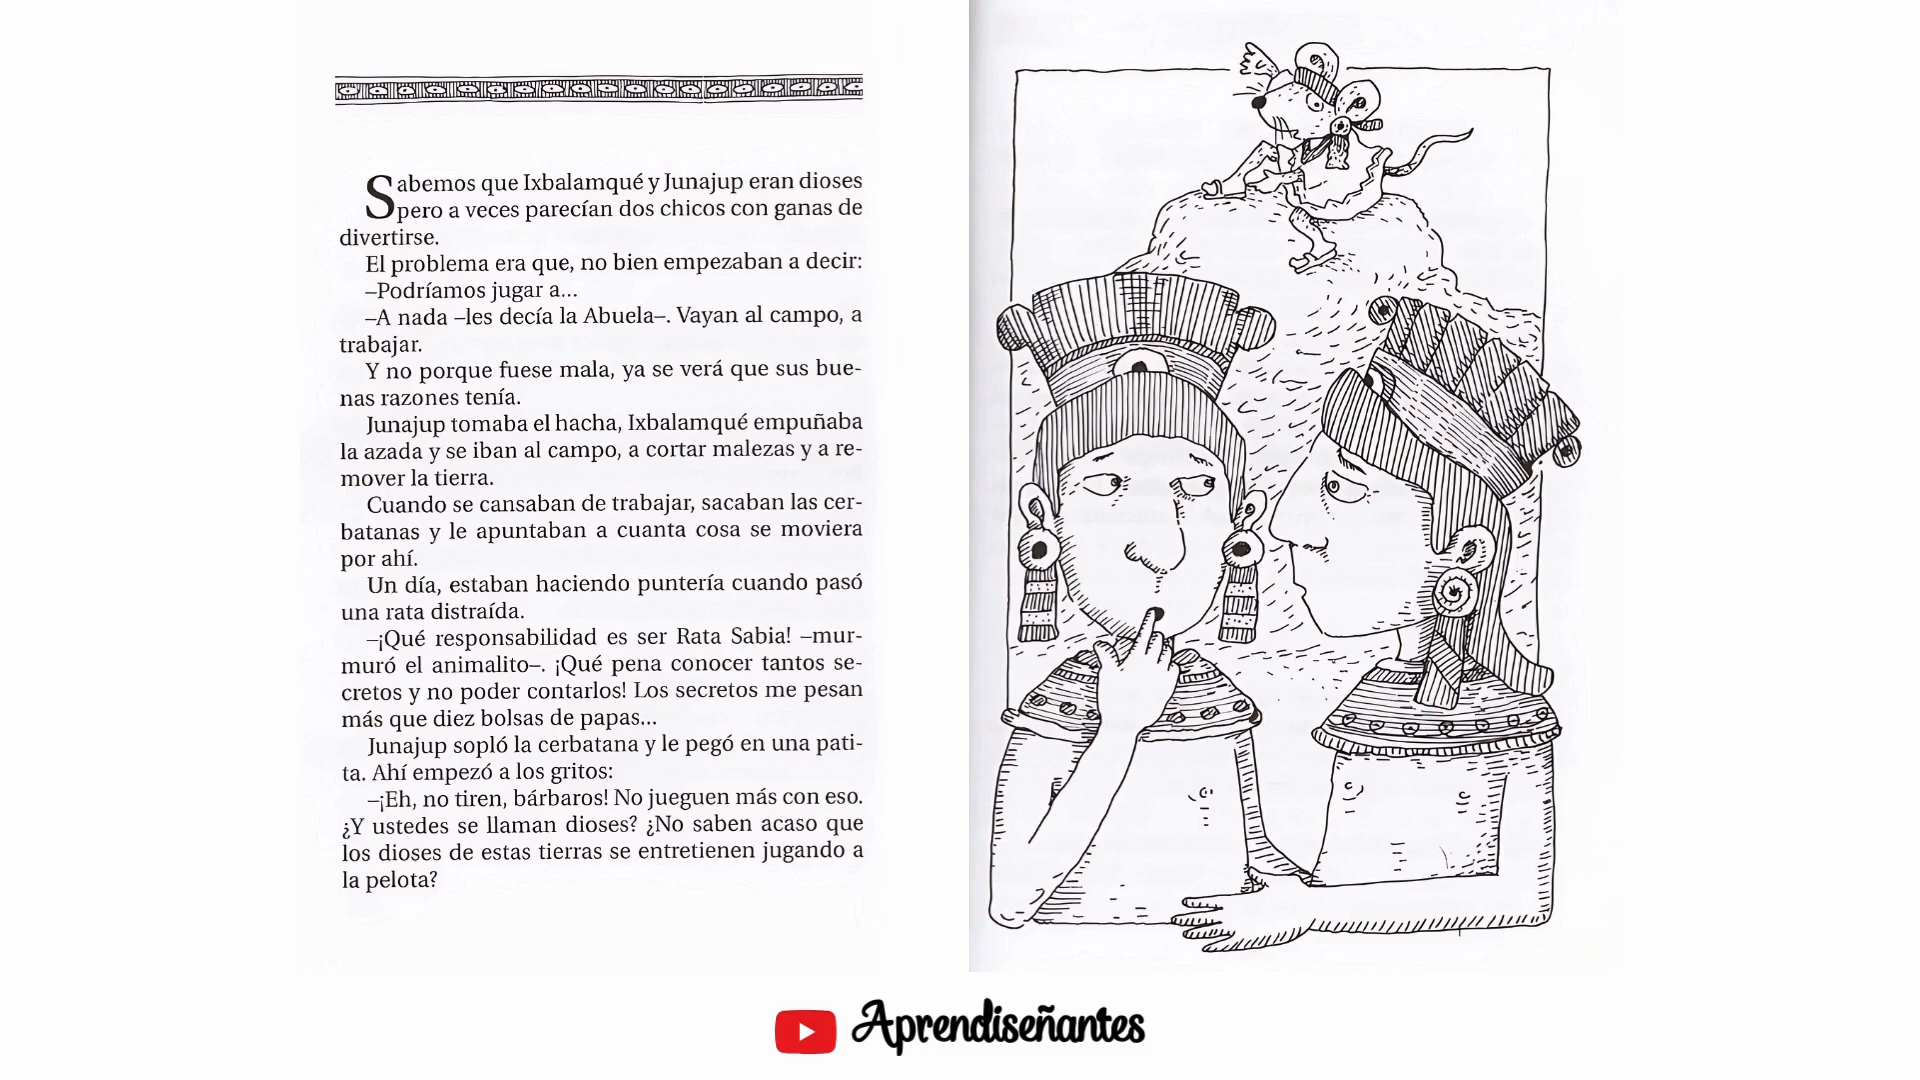 Sabemos que Ixbalamqué y Junajup eran dioses
pero a veces parecían dos chicos con ganas de
divertirse.
El problema era que, no bien empezaban a decir:
–Podríamos jugar a...
–A nada –les decía la Abuela–. Vayan al campo, a
trabajar.
Y no porque fuese mala, ya se verá que sus bue-
nas razones tenía.
Junajup tomaba el hacha, Ixbalamqué empuñaba
la azada y se iban al campo, a cortar malezas y a re-
mover la tierra.
Cuando se cansaban de trabajar, sacaban las cer-
batanas y le apuntaban a cuanta cosa se moviera
por ahí.
Un día, estaban haciendo puntería cuando pasó
una rata distraída.
–¡Qué responsabilidad es ser Rata Sabia! –mur-
muró el animalito–. ¡Qué pena conocer tantos se-
cretos y no poder contarlos! Los secretos me pesan
más que diez bolsas de papas...
Junajup sopló la cerbatana y le pegó en una pati-
ta. Ahí empezó a los gritos:
–¡Eh, no tiren, bárbaros! No jueguen más con eso.
¿Y ustedes se llaman dioses? ¿No saben acaso que
los dioses de estas tierras se entretienen jugando a
la pelota?
Aprendiseñantes